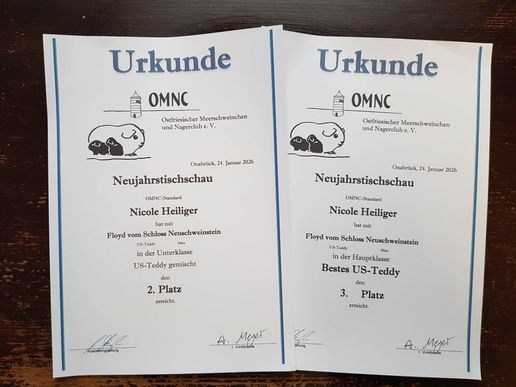 Urkunde
OMNC
Ostfriesischer Meerschweinchen
und Nagerclub e. V.
Osnabrück, 24. Januar 2026
Neujahrstischschau
OMNC-Standard
Nicole Heiliger
hat mit
Floyd vom Schloss Neuschweinstein
US-Teddy blau
in der Unterklasse
US-Teddy gemischt
den
2. Platz
erreicht.
A. Meyer
Ausstellungsleitung 1. Vorsitzende
Urkunde
OMNC
Ostfriesischer Meerschweinchen
und Nagerclub e. V.
Osnabrück, 24. Januar 2026
Neujahrstischschau
OMNC-Standard
Nicole Heiliger
hat mit
Floyd vom Schloss Neuschweinstein
US-Teddy blau
in der Hauptklasse
Bestes US-Teddy
den
3. Platz
erreicht.
A. Meyer
1. Vorsitzende